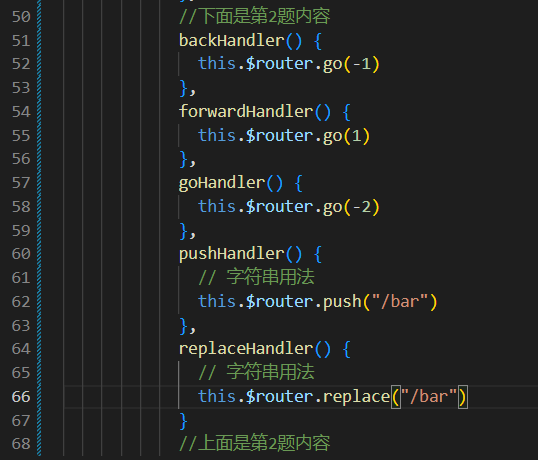 50 //下面是第2题内容
51 backHandler() {
52 this.$router.go(-1)
53 },
54 forwardHandler() {
55 this.$router.go(1)
56 },
57 goHandler() {
58 this.$router.go(-2)
59 },
60 pushHandler() {
61 // 字符串用法
62 this.$router.push("/bar")
63 },
64 replaceHandler() {
65 // 字符串用法
66 this.$router.replace("/bar")
67 }
68 //上面是第2题内容